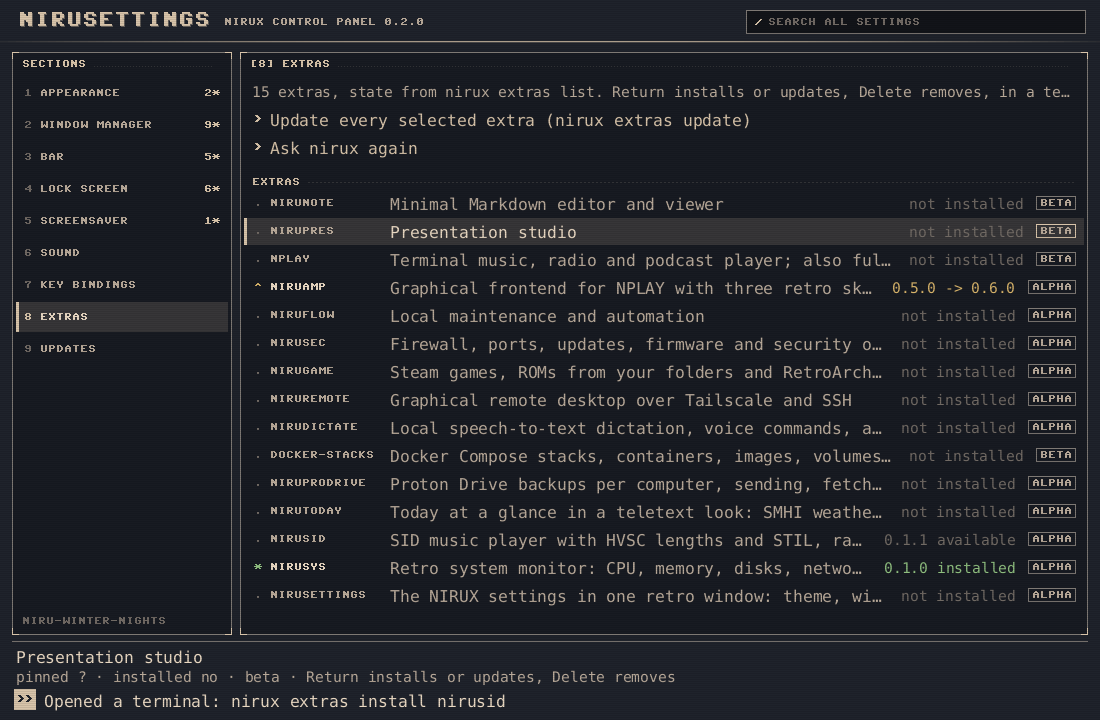 NIRUSETTINGS NIRUX CONTROL PANEL 0.2.0
/ SEARCH ALL SETTINGS
SECTIONS
1 APPEARANCE 2*
2 WINDOW MANAGER 9*
3 BAR 5*
4 LOCK SCREEN 6*
5 SCREENSAVER 1*
6 SOUND
7 KEY BINDINGS
8 EXTRAS
9 UPDATES
NIRU-WINTER-NIGHTS
[8] EXTRAS
15 extras, state from nirux extras list. Return installs or updates, Delete removes, in a te…
> Update every selected extra (nirux extras update)
> Ask nirux again
EXTRAS
. NIRUNOTE Minimal Markdown editor and viewer not installed BETA
. NIRUPRES Presentation studio not installed BETA
. NPLAY Terminal music, radio and podcast player; also ful… not installed BETA
^ NIRUAMP Graphical frontend for NPLAY with three retro sk… 0.5.0 -> 0.6.0 ALPHA
. NIRUFLOW Local maintenance and automation not installed ALPHA
. NIRUSEC Firewall, ports, updates, firmware and security o… not installed ALPHA
. NIRUGAME Steam games, ROMs from your folders and RetroArch… not installed ALPHA
. NIRUREMOTE Graphical remote desktop over Tailscale and SSH not installed ALPHA
. NIRUDICTATE Local speech-to-text dictation, voice commands, a… not installed ALPHA
. DOCKER-STACKS Docker Compose stacks, containers, images, volumes… not installed BETA
. NIRUPRODRIVE Proton Drive backups per computer, sending, fetch… not installed ALPHA
. NIRUTODAY Today at a glance in a teletext look: SMHI weathe… not installed ALPHA
. NIRUSID SID music player with HVSC lengths and STIL, ra… 0.1.1 available ALPHA
* NIRUSYS Retro system monitor: CPU, memory, disks, netwo… 0.1.0 installed ALPHA
. NIRUSETTINGS The NIRUX settings in one retro window: theme, wi… not installed ALPHA
Presentation studio
pinned ? · installed no · beta · Return installs or updates, Delete removes
>> Opened a terminal: nirux extras install nirusid